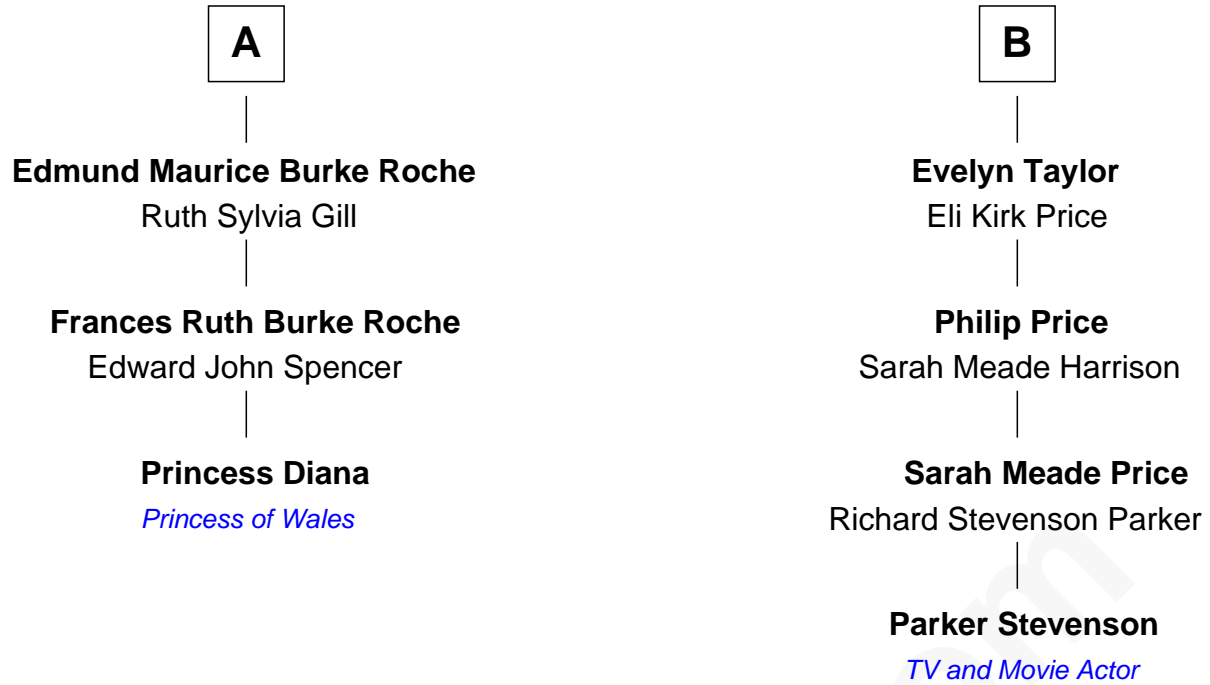 A
Edmund Maurice Burke Roche
Ruth Sylvia Gill
Frances Ruth Burke Roche
Edward John Spencer
Princess Diana
Princess of Wales
B
Evelyn Taylor
Eli Kirk Price
Philip Price
Sarah Meade Harrison
Sarah Meade Price
Richard Stevenson Parker
Parker Stevenson
TV and Movie Actor